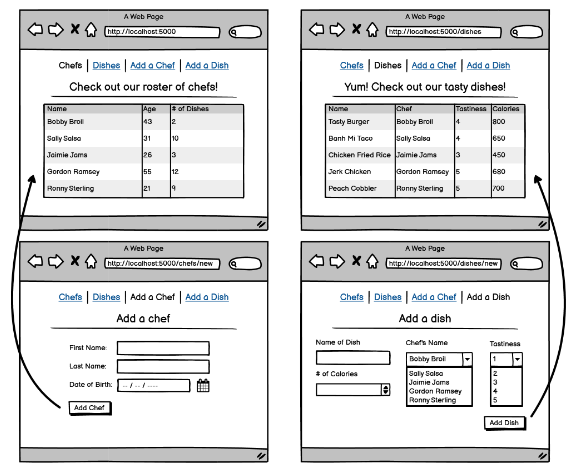 A Web Page
http://localhost:5000
Chefs | Dishes | Add a Chef | Add a Dish
Check out our roster of chefs!
Name Age # of Dishes
Bobby Broil 43 2
Sally Salsa 31 10
Jaimie Jams 26 3
Gordon Ramsey 55 12
Ronny Sterling 21 9
A Web Page
http://localhost:5000/dishes
Chefs | Dishes | Add a Chef | Add a Dish
Yum! Check out our tasty dishes!
Name Chef Tastiness Calories
Tasty Burger Bobby Broil 4 800
Banh Mi Taco Sally Salsa 4 650
Chicken Fried Rice Jaimie Jams 3 450
Jerk Chicken Gordon Ramsey 5 680
Peach Cobbler Ronny Sterling 5 700
A Web Page
http://localhost:5000/chefs/new
Chefs | Dishes | Add a Chef | Add a Dish
Add a chef
First Name:
Last Name:
Date of Birth: -- / -- / ----
Add Chef
A Web Page
http://localhost:5000/dishes/new
Chefs | Dishes | Add a Chef | Add a Dish
Add a dish
Name of Dish Chef's Name Tastiness
Bobby Broil 1
# of Calories Sally Salsa 2
Jaimie Jams 3
Gordon Ramsey 4
Ronny Sterling 5
Add Dish